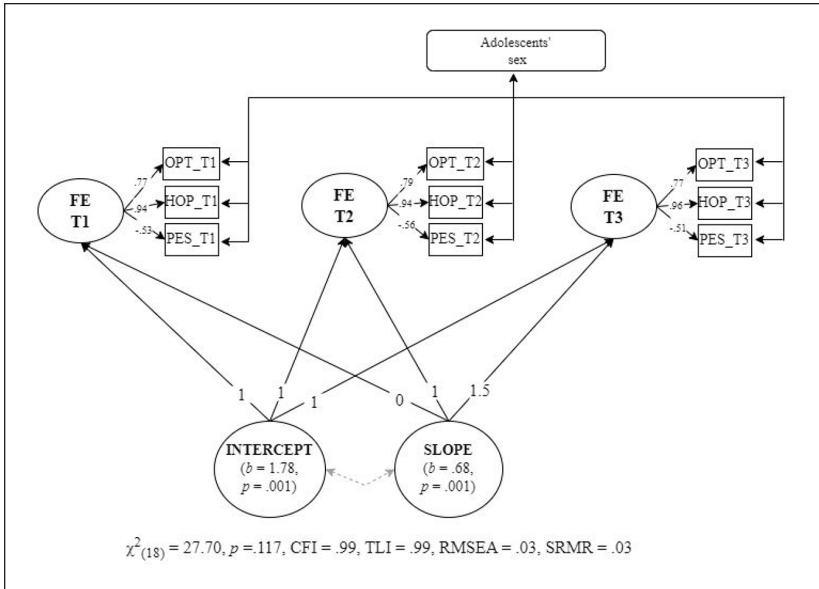 Adolescents'
sex
FE
T1
.77
.94
-.53
OPT_T1
HOP_T1
PES_T1
FE
T2
.79
.94
-.56
OPT_T2
HOP_T2
PES_T2
FE
T3
.77
.96
-.51
OPT_T3
HOP_T3
PES_T3
1
1
1
0
1
1.5
INTERCEPT
(b = 1.78,
p = .001)
SLOPE
(b = .68,
p = .001)
χ²(18) = 27.70, p =.117, CFI = .99, TLI = .99, RMSEA = .03, SRMR = .03